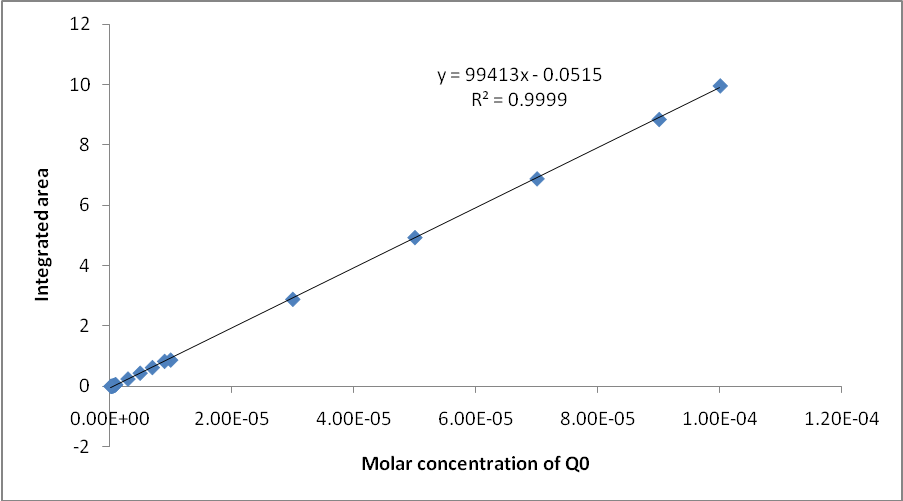 12
10
8
6
4
2
0
-2
y = 99413x - 0.0515
R² = 0.9999
Integrated area
0.00E+00 2.00E-05 4.00E-05 6.00E-05 8.00E-05 1.00E-04 1.20E-04
Molar concentration of Q0